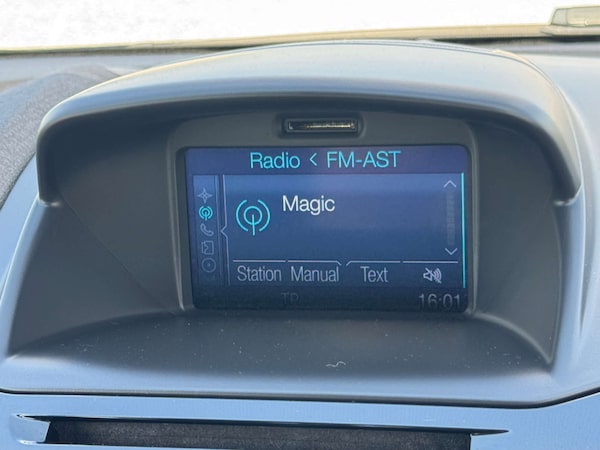 Radio < FM-AST
Magic
Station Manual Text
TP 16:01